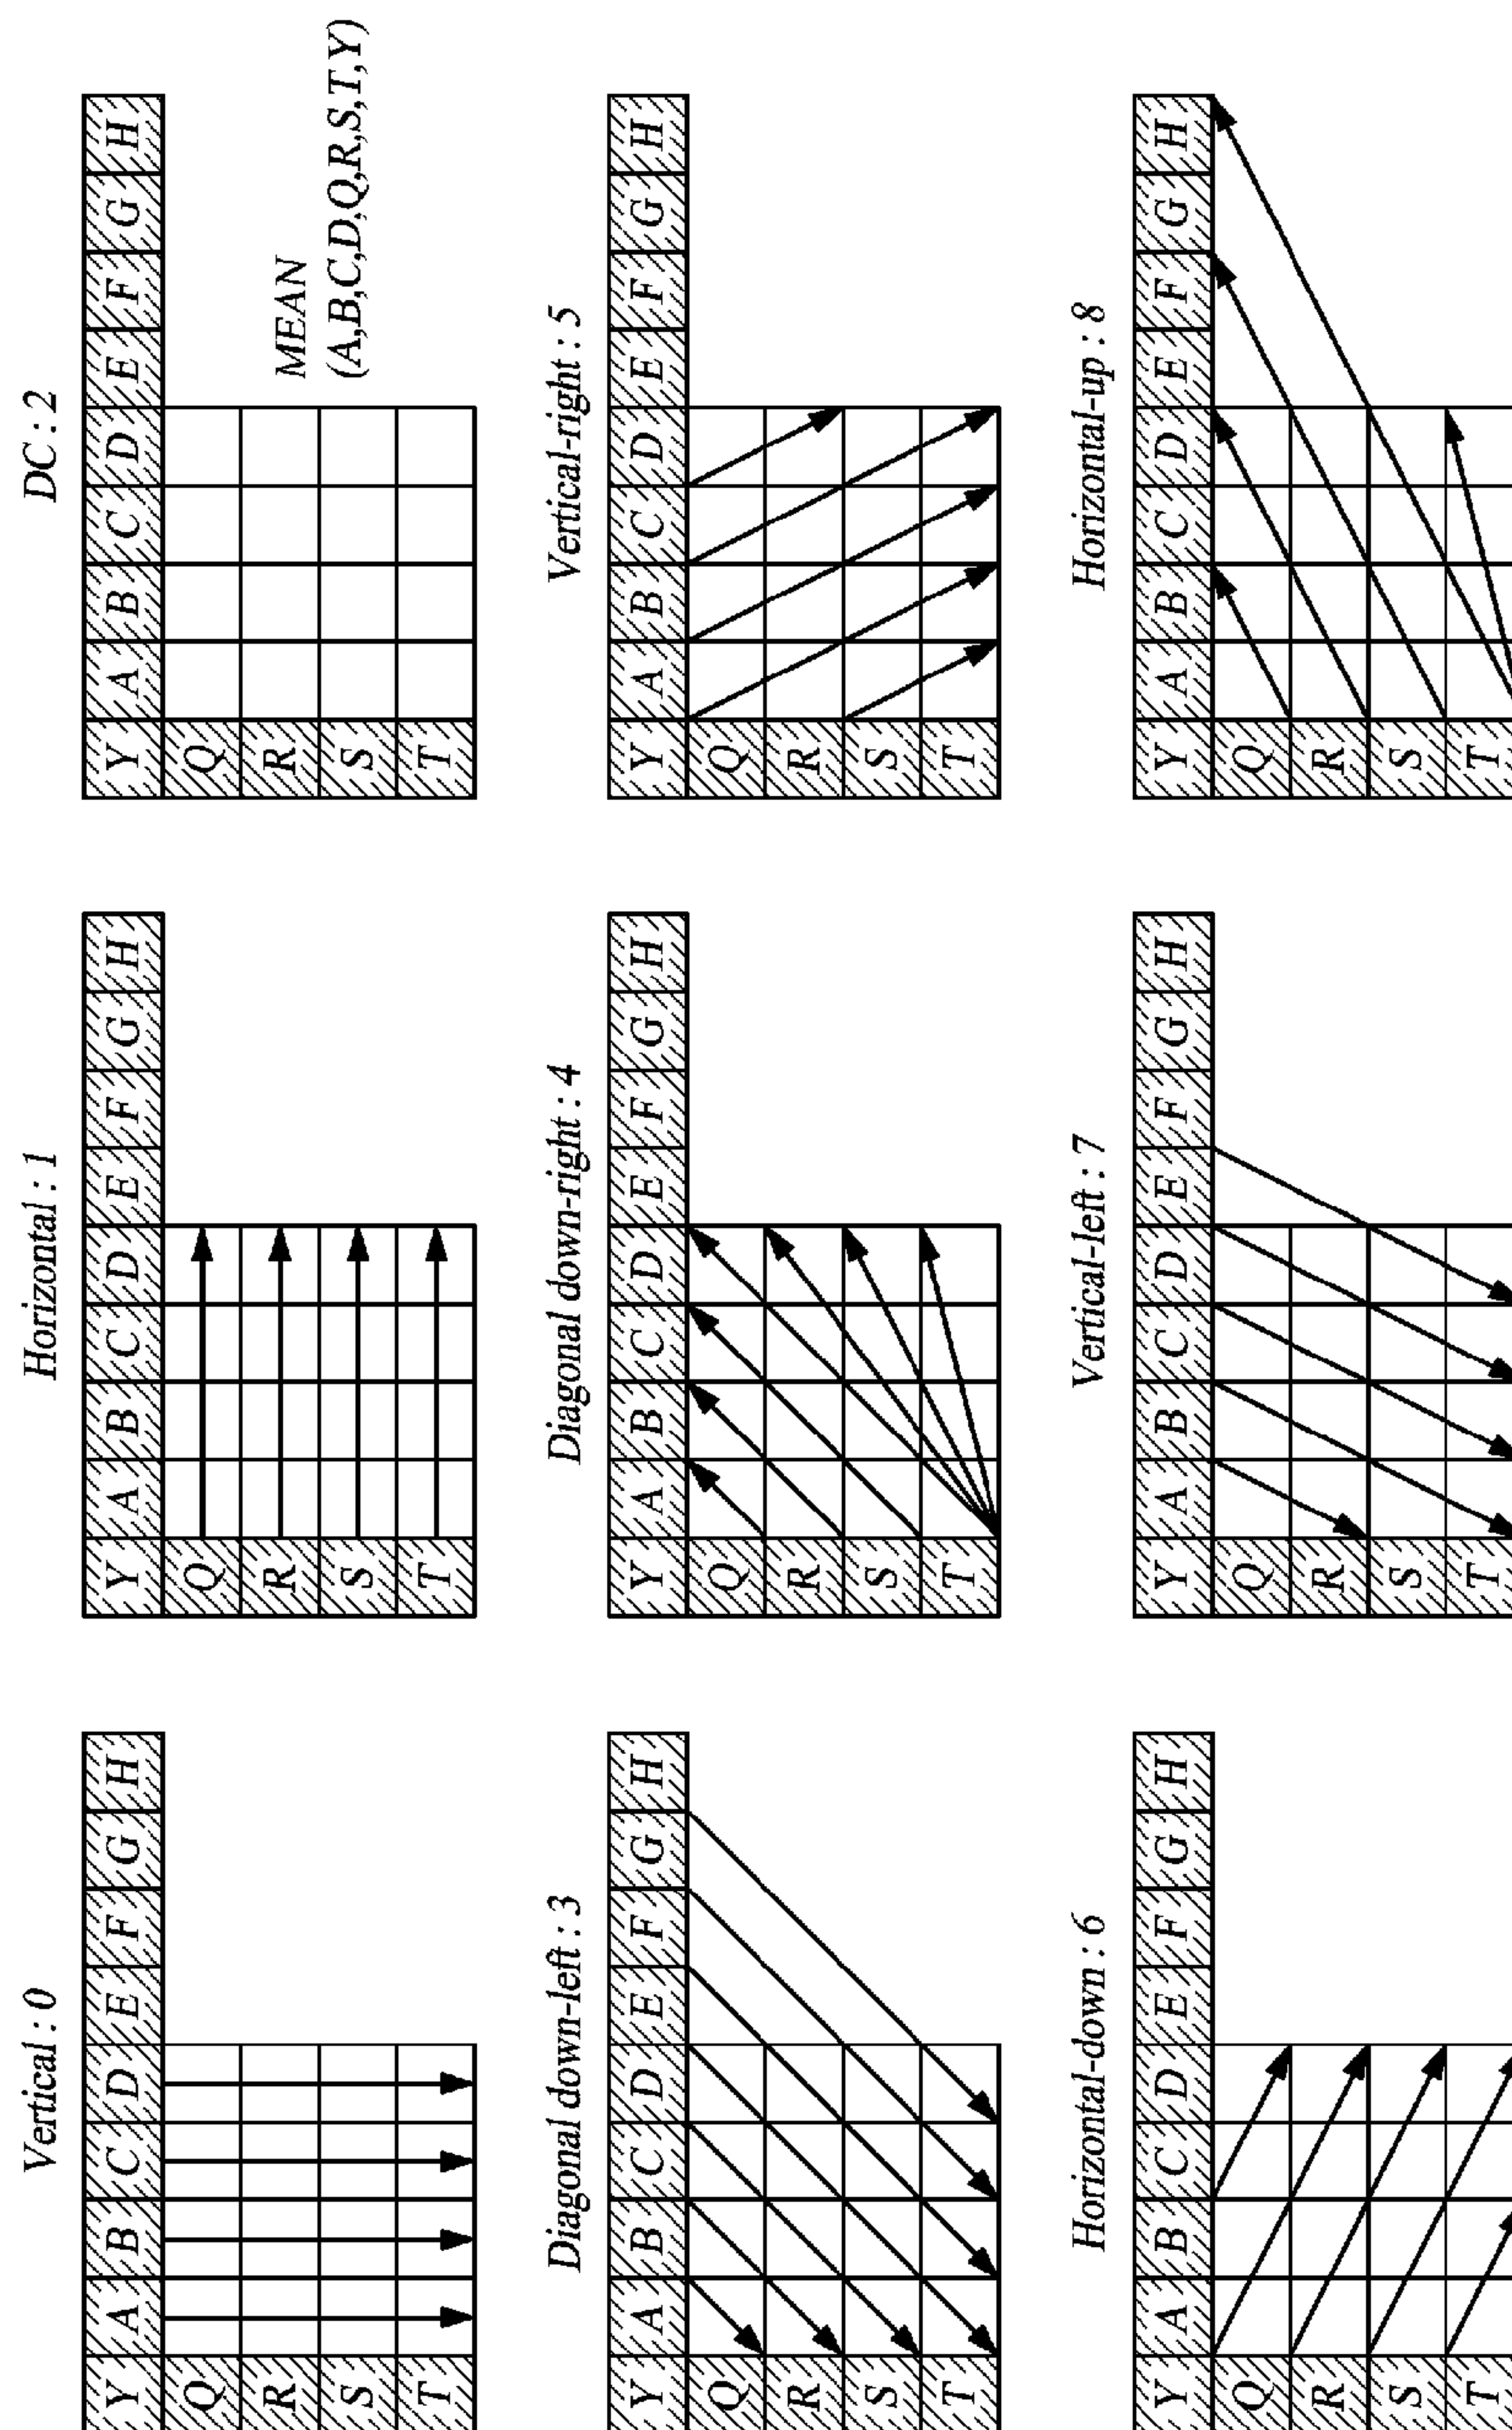 Vertical : 0
Y A B C D E F G H
Q
R
S
T
Horizontal : 1
Y A B C D E F G H
Q
R
S
T
DC : 2
Y A B C D E F G H
Q
R
S
T
MEAN
(A,B,C,D,Q,R,S,T,Y)
Diagonal down-left : 3
Y A B C D E F G H
Q
R
S
T
Diagonal down-right : 4
Y A B C D E F G H
Q
R
S
T
Vertical-right : 5
Y A B C D E F G H
Q
R
S
T
Horizontal-down : 6
Y A B C D E F G H
Q
R
S
T
Vertical-left : 7
Y A B C D E F G H
Q
R
S
T
Horizontal-up : 8
Y A B C D E F G H
Q
R
S
T